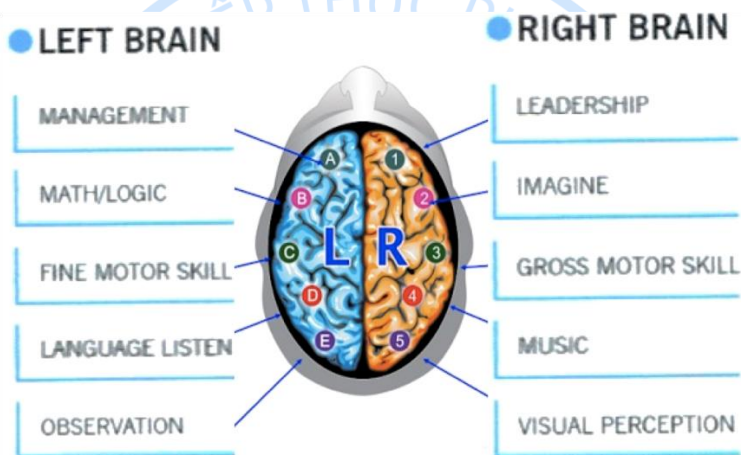 LEFT BRAIN
MANAGEMENT
MATH/LOGIC
FINE MOTOR SKILL
LANGUAGE LISTEN
OBSERVATION
A
B
C
D
E
L R
1
2
3
4
5
RIGHT BRAIN
LEADERSHIP
IMAGINE
GROSS MOTOR SKILL
MUSIC
VISUAL PERCEPTION